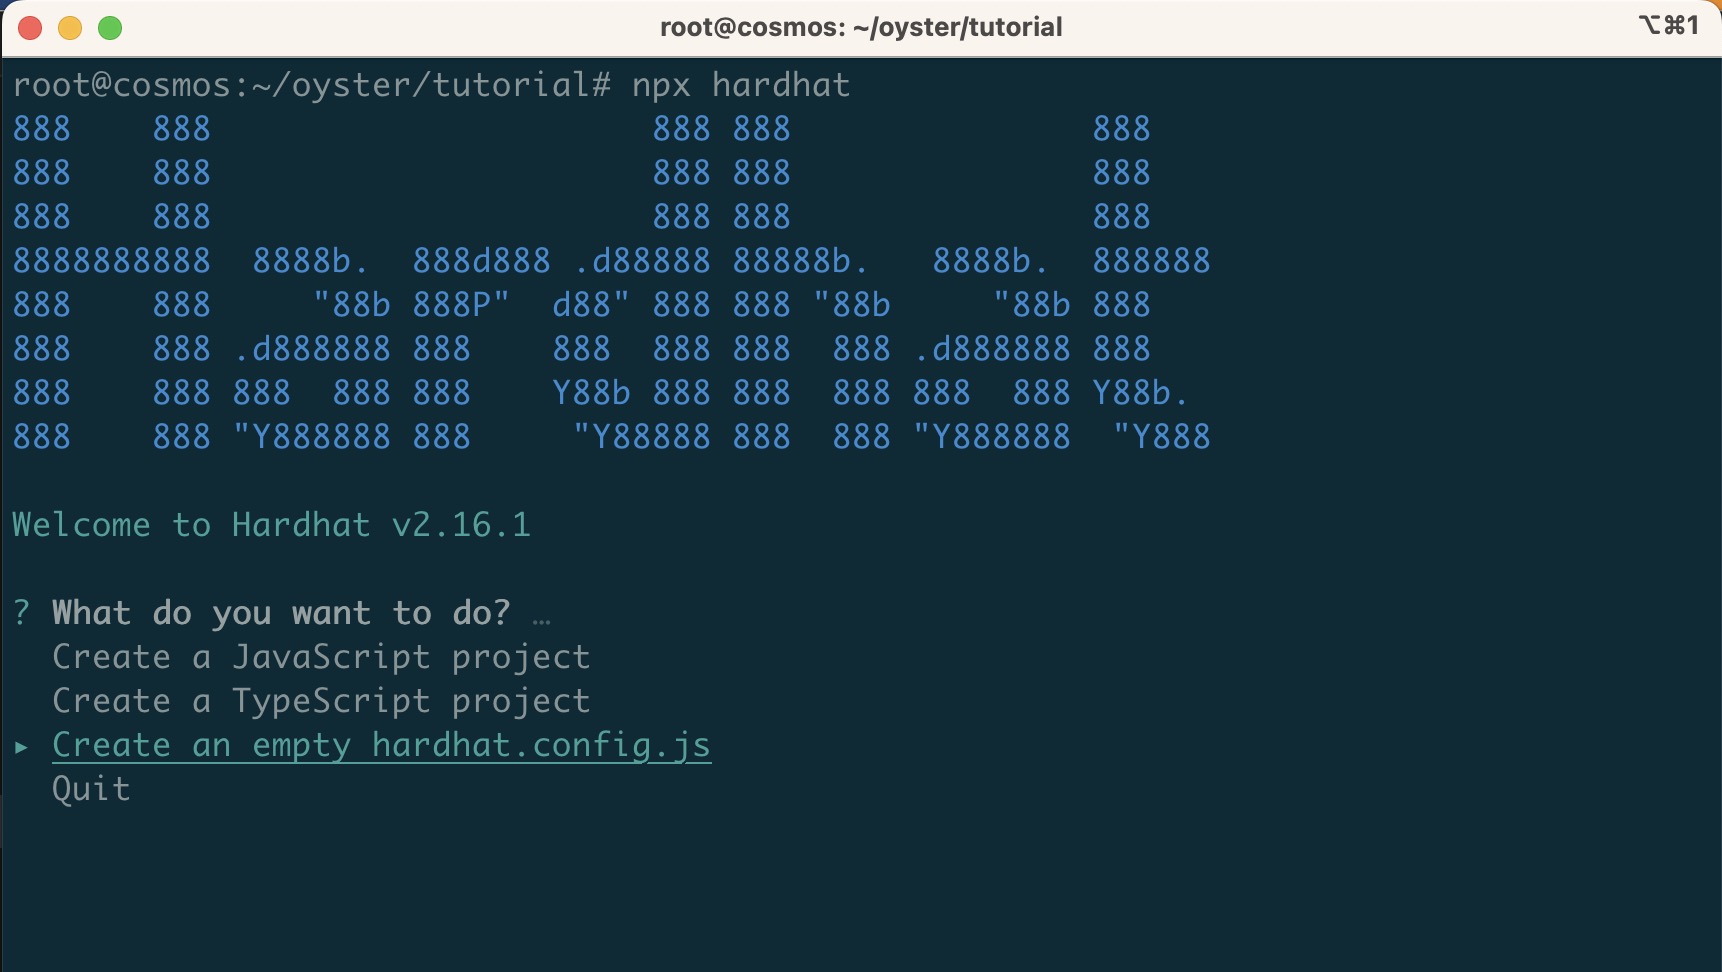 root@cosmos: ~/oyster/tutorial ⌥⌘1
root@cosmos:~/oyster/tutorial# npx hardhat
888    888                      888 888               888
888    888                      888 888               888
888    888                      888 888               888
8888888888  8888b.  888d888 .d88888 88888b.   8888b.  888888
888    888     "88b 888P"  d88" 888 888 "88b     "88b 888
888    888 .d888888 888    888  888 888  888 .d888888 888
888    888 888  888 888    Y88b 888 888  888 888  888 Y88b.
888    888 "Y888888 888     "Y88888 888  888 "Y888888  "Y888
Welcome to Hardhat v2.16.1
? What do you want to do? …
Create a JavaScript project
Create a TypeScript project
▸ Create an empty hardhat.config.js
Quit